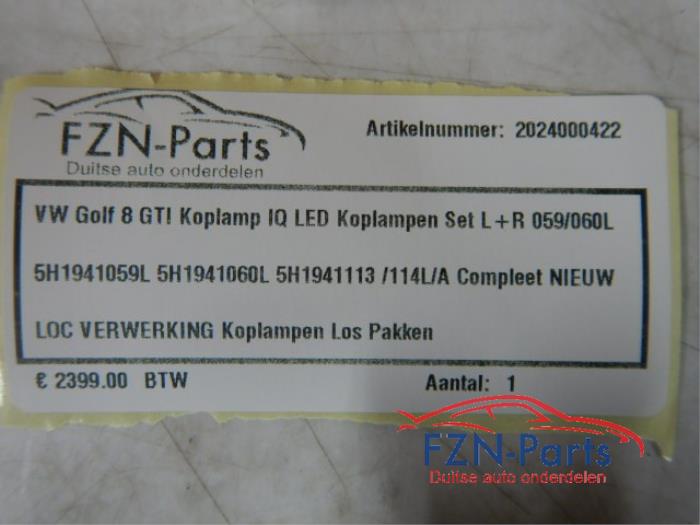 FZN-Parts
Duitse auto onderdelen
Artikelnummer: 2024000422
VW Golf 8 GTI Koplamp IQ LED Koplampen Set L+R 059/060L
5H1941059L 5H1941060L 5H1941113 /114L/A Compleet NIEUW
LOC VERWERKING Koplampen Los Pakken
€ 2399.00 BTW
Aantal: 1
FZN-Parts
Duitse auto onderdelen